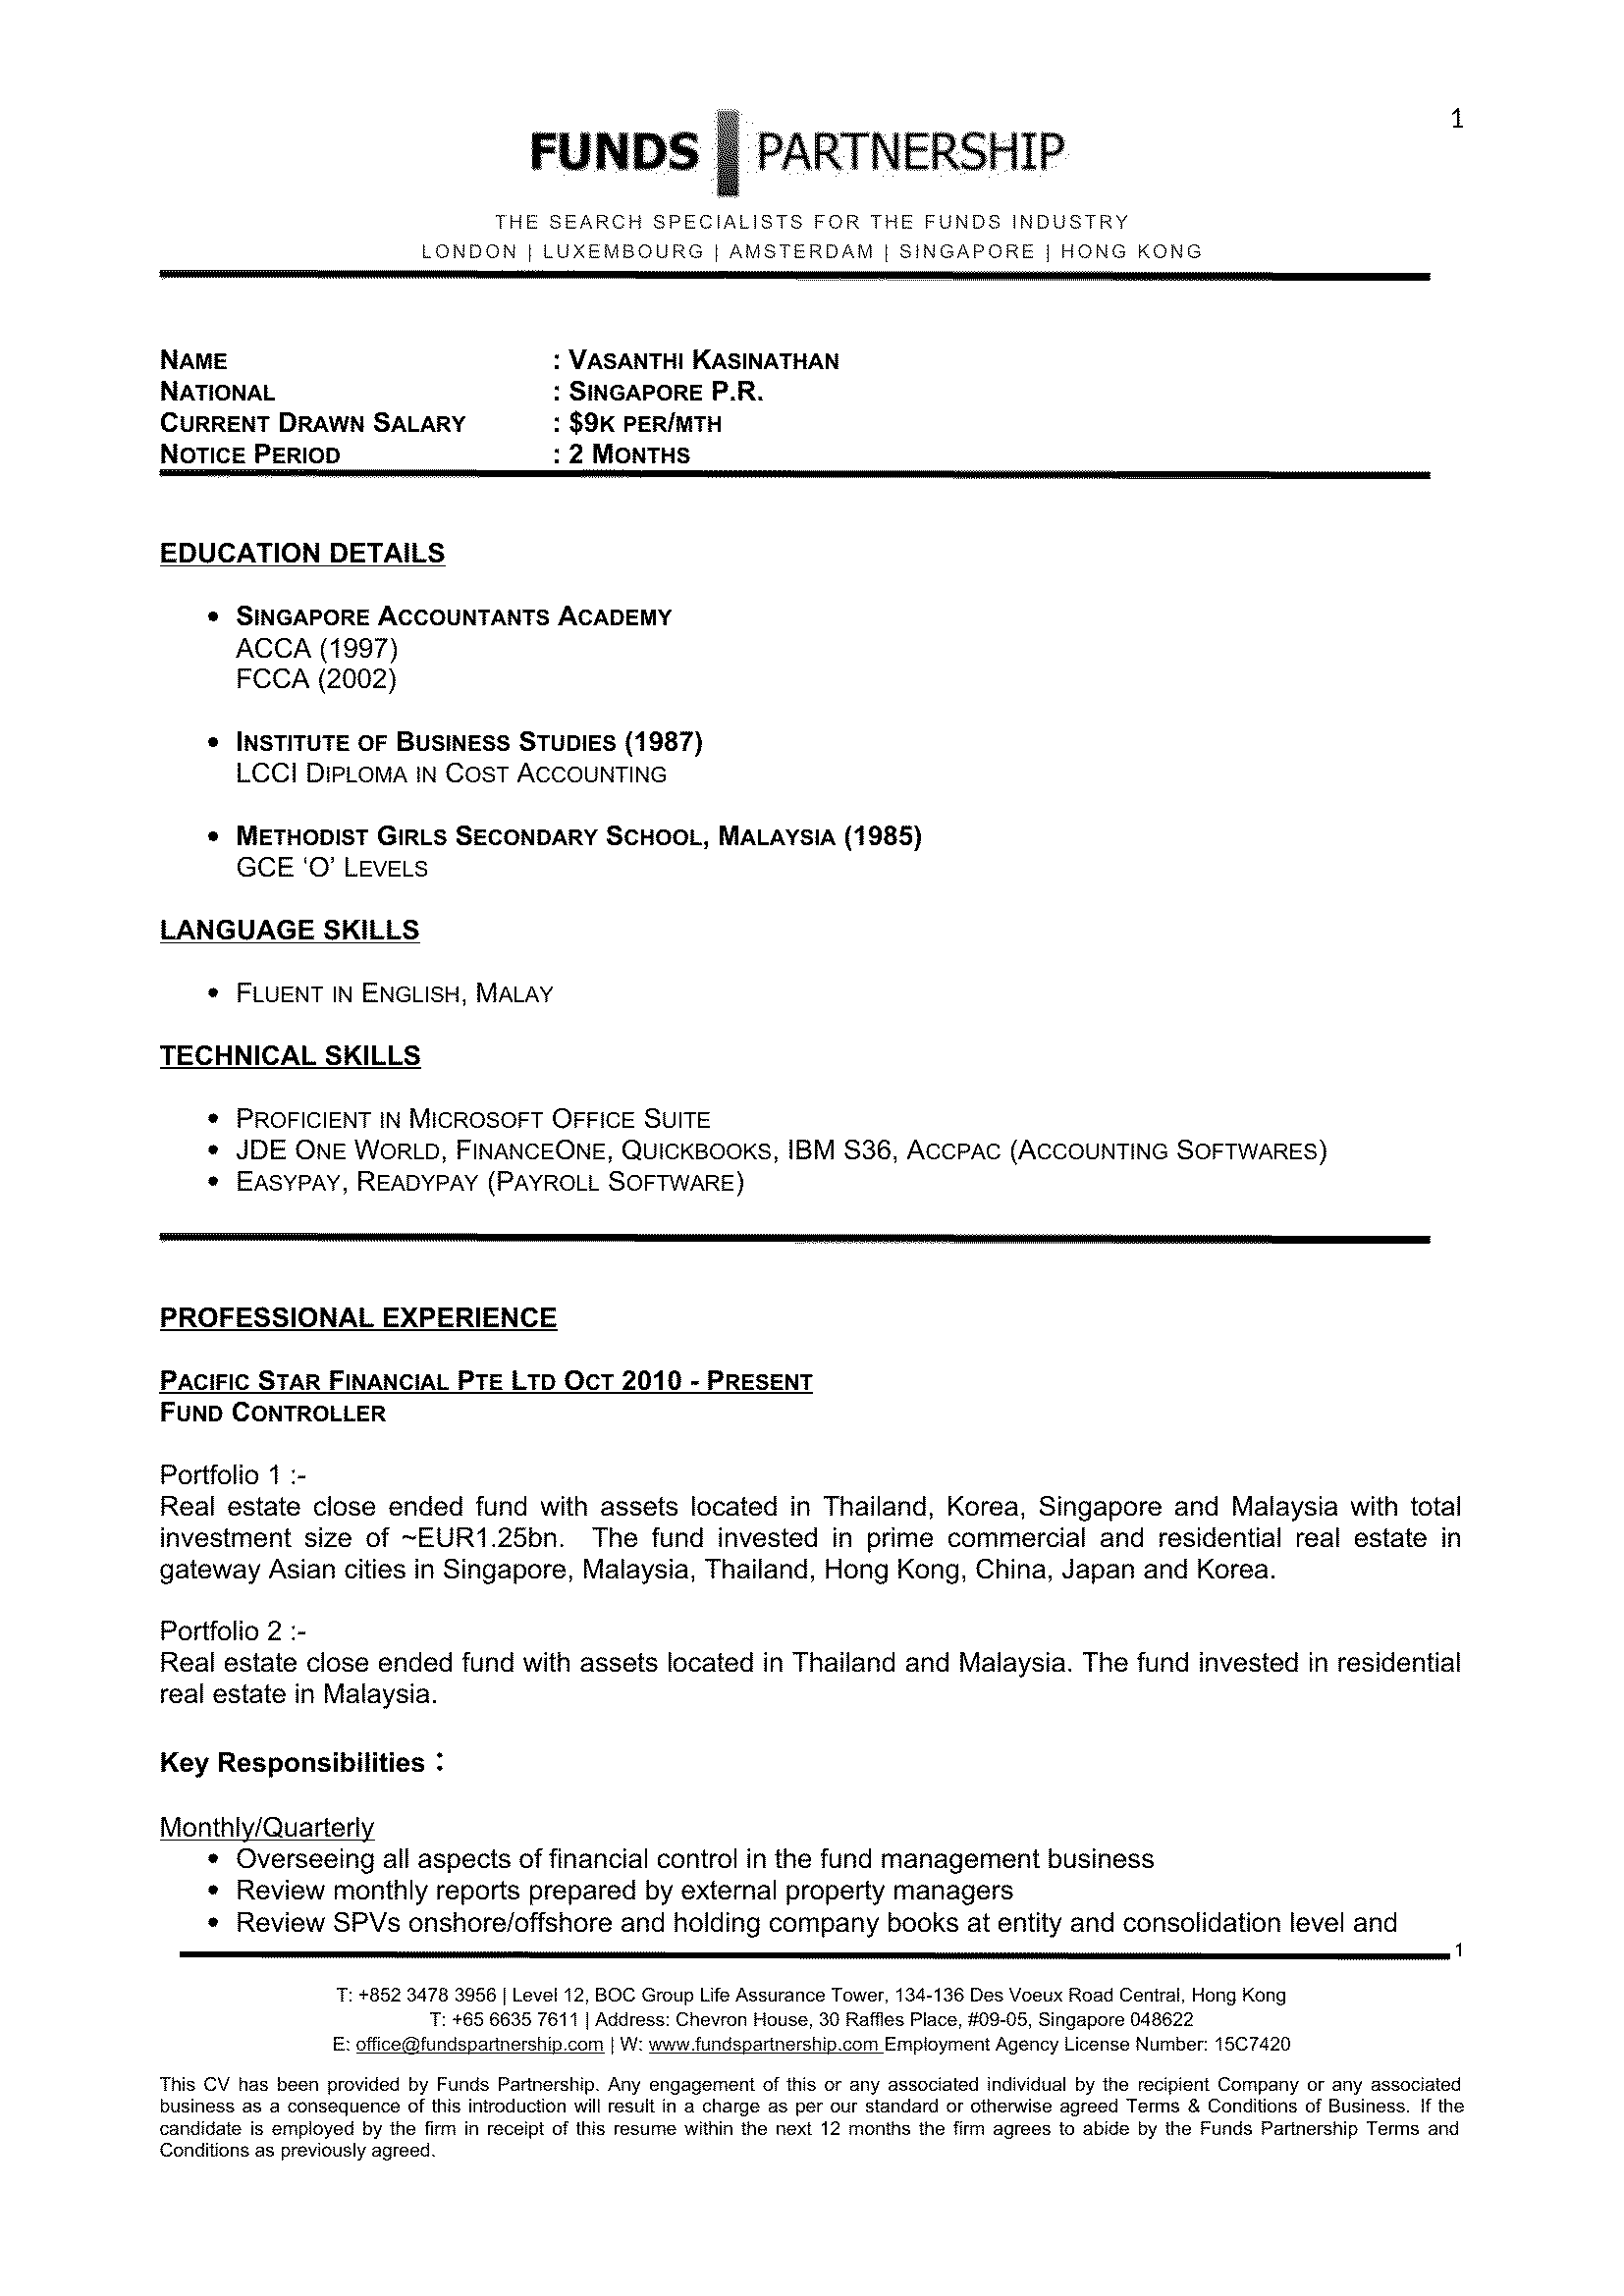 1
FUNDS PARTNERSHIP
THE SEARCH SPECIALISTS FOR THE FUNDS INDUSTRY
LONDON | LUXEMBOURG | AMSTERDAM | SINGAPORE | HONG KONG
NAME : VASANTHI KASINATHAN
NATIONAL : SINGAPORE P.R.
CURRENT DRAWN SALARY : $9K PER/MTH
NOTICE PERIOD : 2 MONTHS
EDUCATION DETAILS
• SINGAPORE ACCOUNTANTS ACADEMY
ACCA (1997)
FCCA (2002)
• INSTITUTE OF BUSINESS STUDIES (1987)
LCCI DIPLOMA IN COST ACCOUNTING
• METHODIST GIRLS SECONDARY SCHOOL, MALAYSIA (1985)
GCE ‘O’ LEVELS
LANGUAGE SKILLS
• FLUENT IN ENGLISH, MALAY
TECHNICAL SKILLS
• PROFICIENT IN MICROSOFT OFFICE SUITE
• JDE ONE WORLD, FINANCEONE, QUICKBOOKS, IBM S36, ACCPAC (ACCOUNTING SOFTWARES)
• EASYPAY, READYPAY (PAYROLL SOFTWARE)
PROFESSIONAL EXPERIENCE
PACIFIC STAR FINANCIAL PTE LTD OCT 2010 - PRESENT
FUND CONTROLLER
Portfolio 1 :-
Real estate close ended fund with assets located in Thailand, Korea, Singapore and Malaysia with total
investment size of ~EUR1.25bn. The fund invested in prime commercial and residential real estate in
gateway Asian cities in Singapore, Malaysia, Thailand, Hong Kong, China, Japan and Korea.
Portfolio 2 :-
Real estate close ended fund with assets located in Thailand and Malaysia. The fund invested in residential
real estate in Malaysia.
Key Responsibilities :
Monthly/Quarterly
• Overseeing all aspects of financial control in the fund management business
• Review monthly reports prepared by external property managers
• Review SPVs onshore/offshore and holding company books at entity and consolidation level and
1
T: +852 3478 3956 | Level 12, BOC Group Life Assurance Tower, 134-136 Des Voeux Road Central, Hong Kong
T: +65 6635 7611 | Address: Chevron House, 30 Raffles Place, #09-05, Singapore 048622
E: office@fundspartnership.com | W: www.fundspartnership.com Employment Agency License Number: 15C7420
This CV has been provided by Funds Partnership. Any engagement of this or any associated individual by the recipient Company or any associated
business as a consequence of this introduction will result in a charge as per our standard or otherwise agreed Terms & Conditions of Business. If the
candidate is employed by the firm in receipt of this resume within the next 12 months the firm agrees to abide by the Funds Partnership Terms and
Conditions as previously agreed.